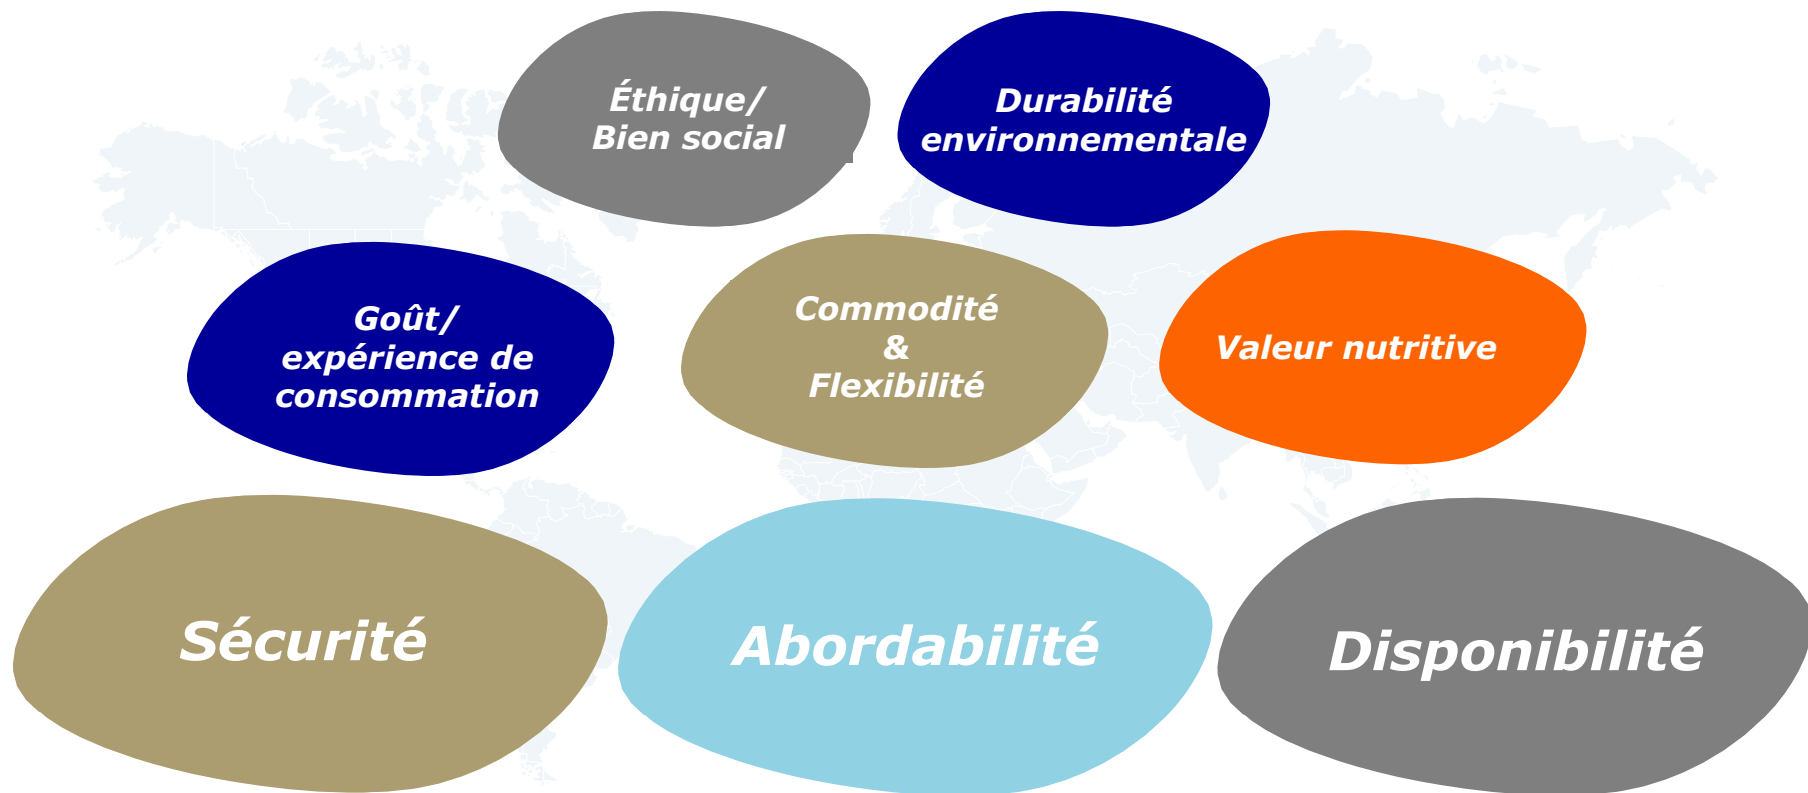 Éthique/
Bien social
Durabilité
environnementale
Goût/
expérience de
consommation
Commodité
&
Flexibilité
Valeur nutritive
Sécurité
Abordabilité
Disponibilité